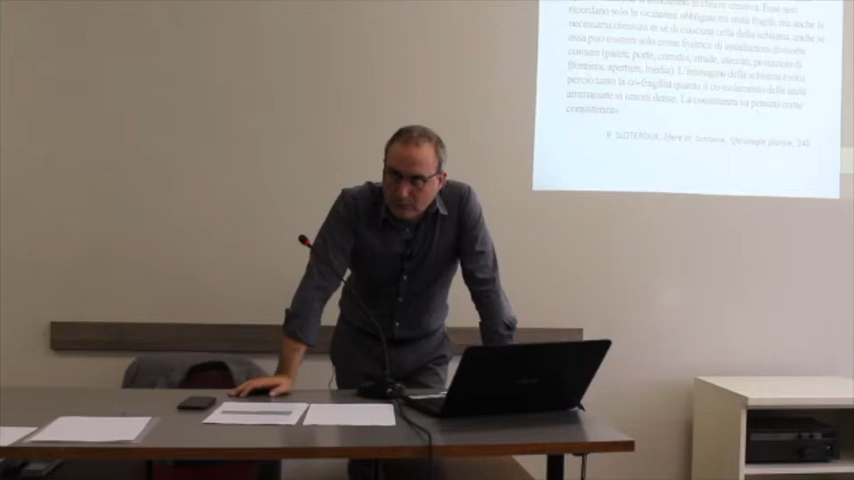 ricordano solo le vicinanze obbligate tra unità fragili, ma anche la
necessaria chiusura in sé di ciascuna cella della schiuma, anche se
essa può esistere solo come fruitrice di installazioni divisorie
comuni (pareti, porte, corridoi, strade, steccati, postazioni di
frontiera, aperture, media). L'immagine della schiuma evoca
perciò tanto la co-fragilità quanto il co-isolamento delle unità
ammassate in unioni dense. La coesistenza va pensata come
consistenza»
P. SLOTERDIJK, Sfere III. Schiume, Sferologia plurale, 240